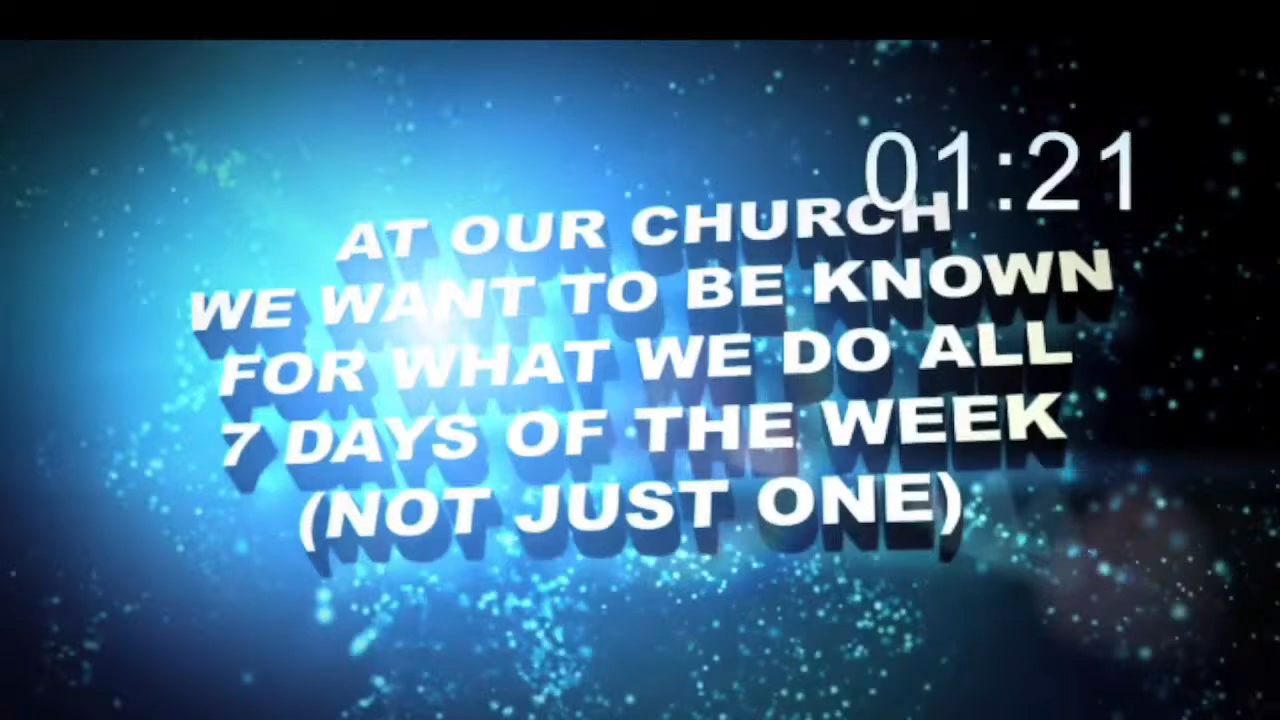 01:21
AT OUR CHURCH
WE WANT TO BE KNOWN
FOR WHAT WE DO ALL
7 DAYS OF THE WEEK
(NOT JUST ONE)